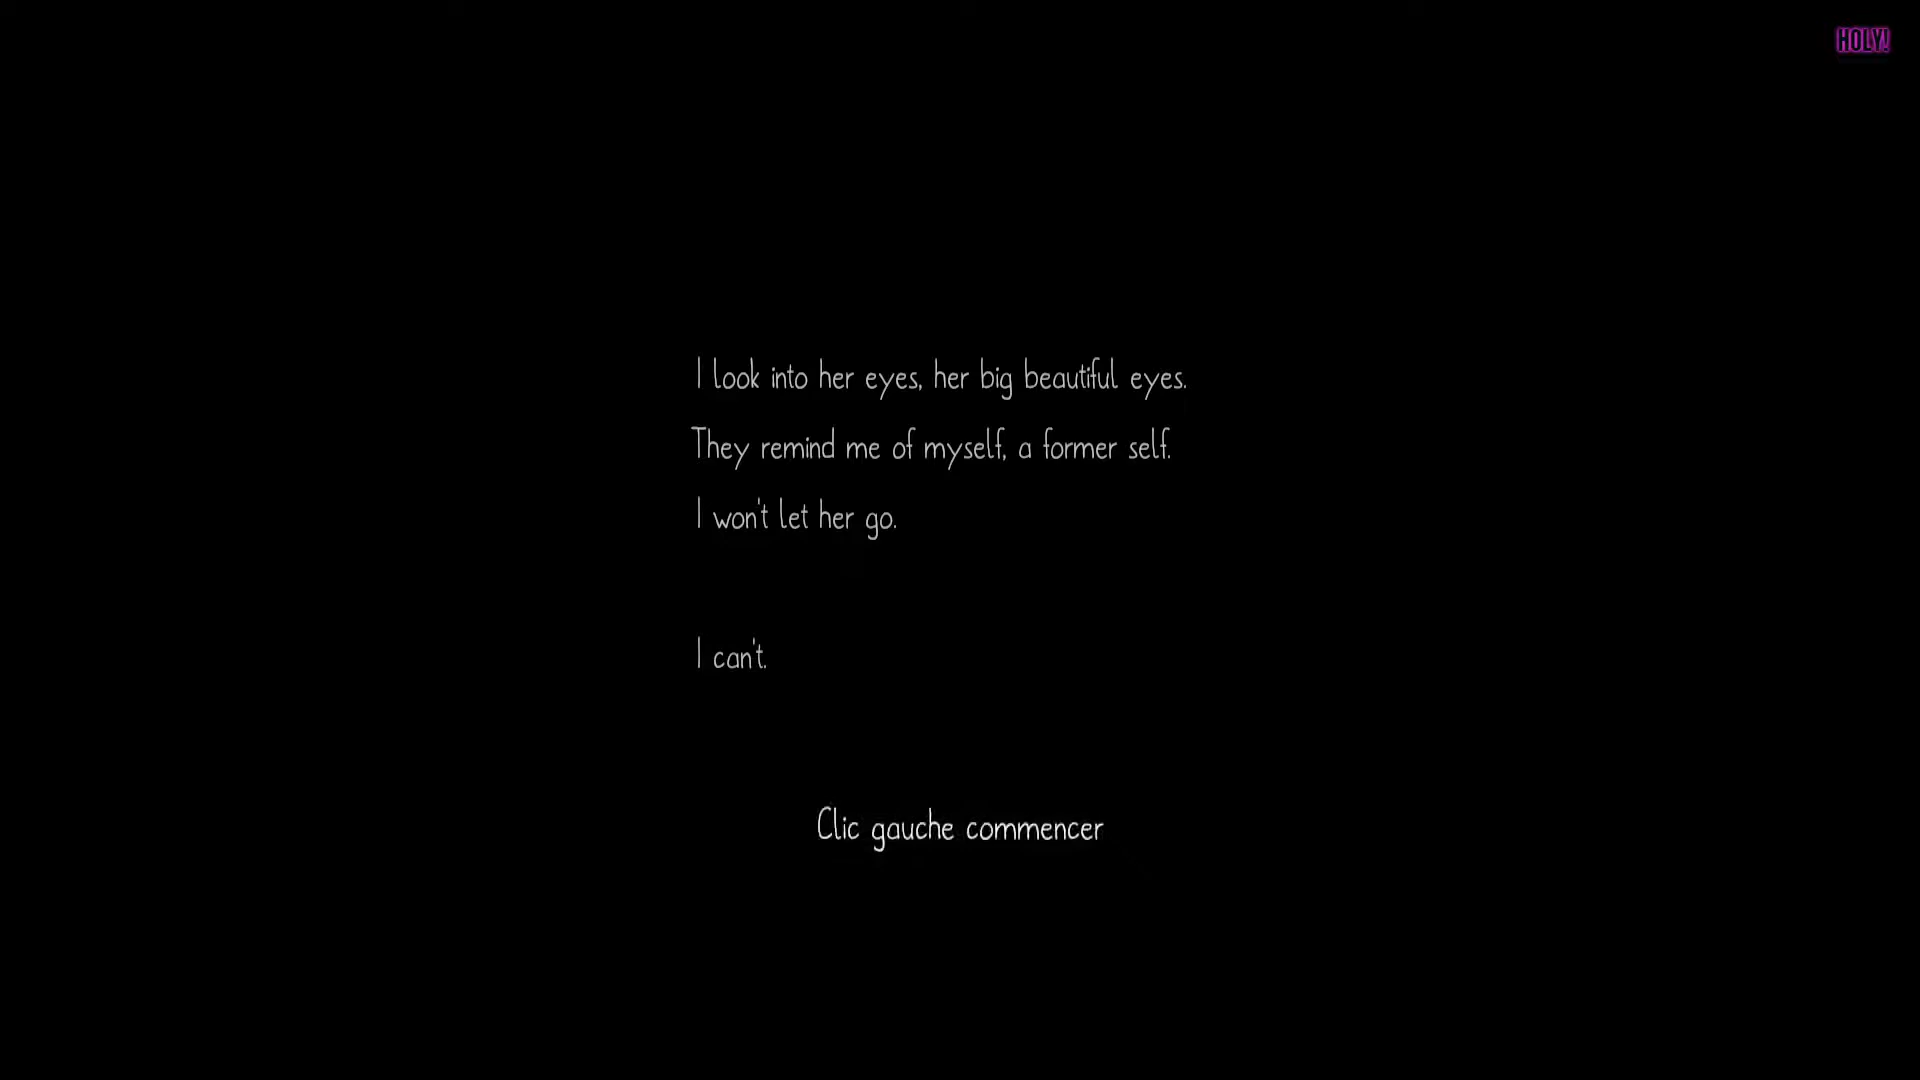 HOLY!
I look into her eyes, her big beautiful eyes.
They remind me of myself, a former self.
I won't let her go.
I can't.
Clic gauche commencer